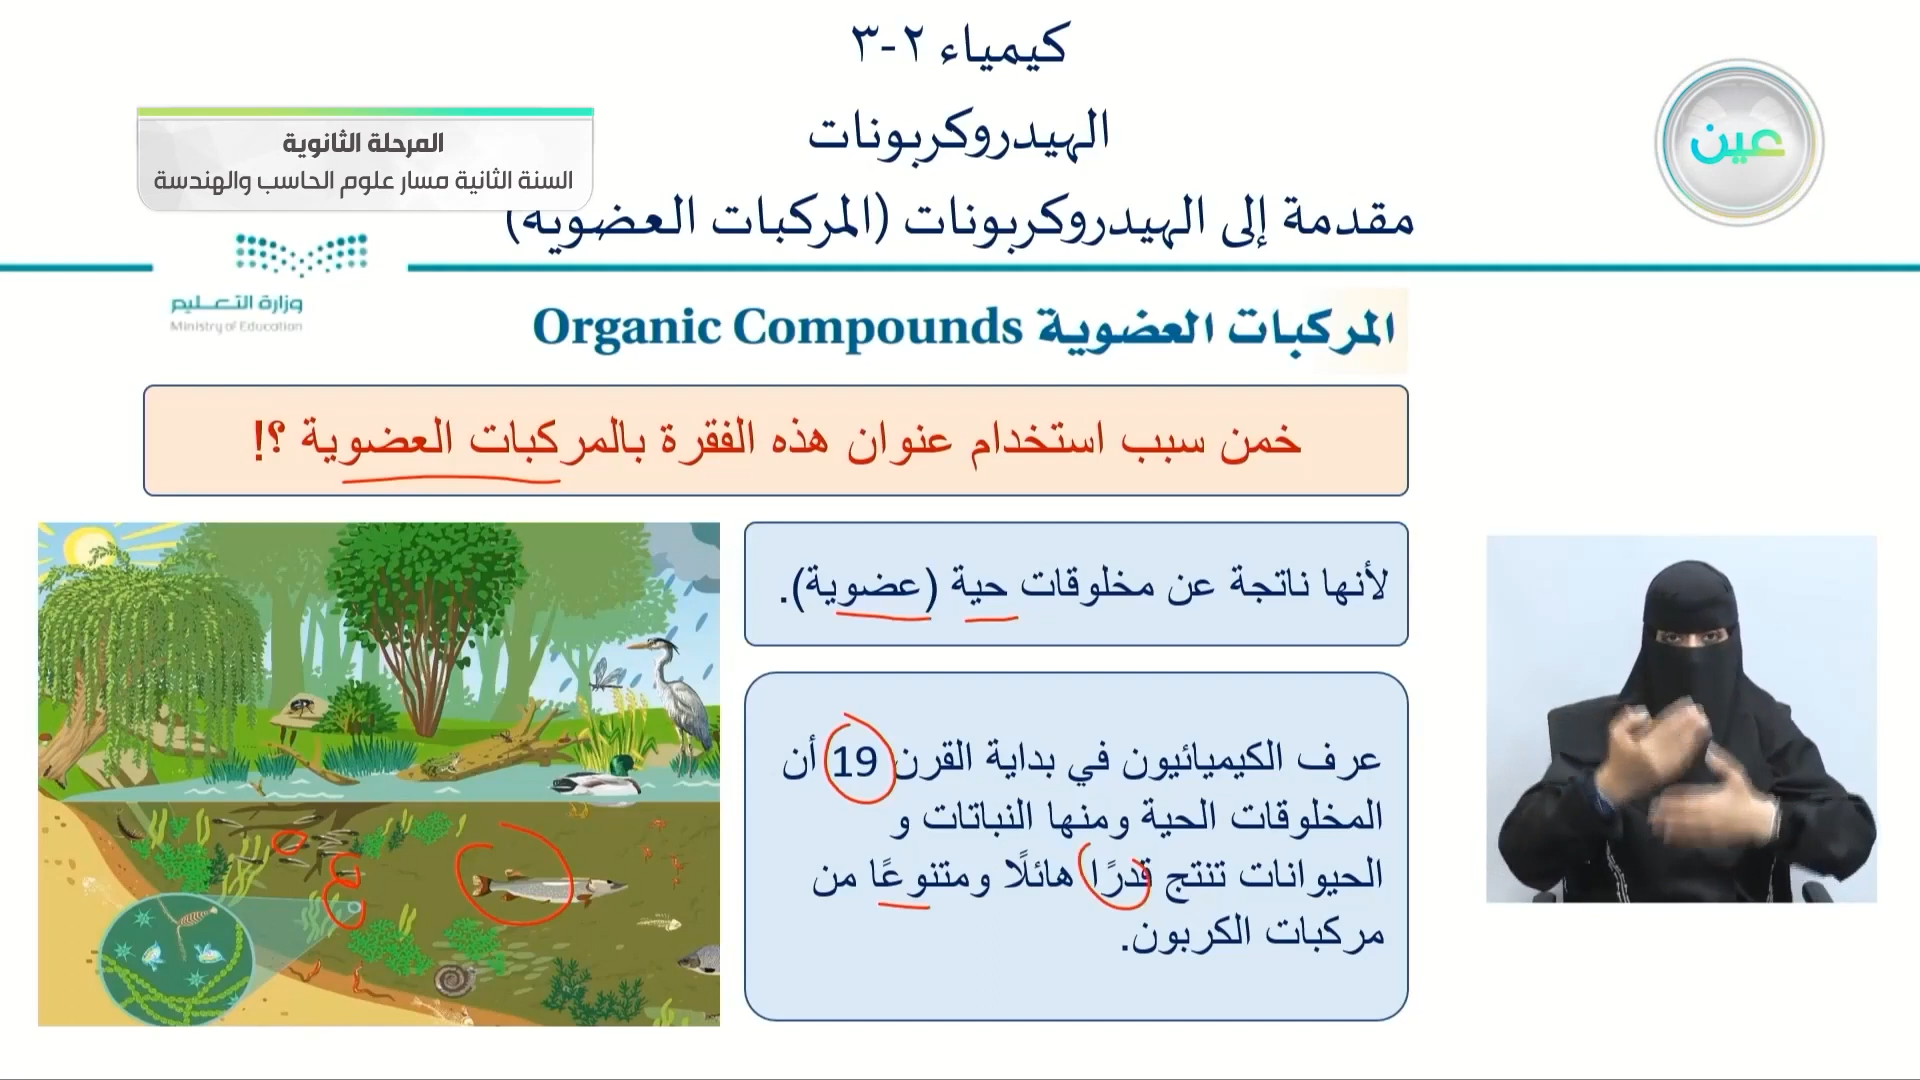 كيمياء ٢-٣
الهيدروكربونات
مقدمة إلى الهيدروكربونات (المركبات العضوية)
المرحلة الثانوية
السنة الثانية مسار علوم الحاسب والهندسة
عين
وزارة التعليم
Ministry of Education
المركبات العضوية Organic Compounds
خمن سبب استخدام عنوان هذه الفقرة بالمركبات العضوية ؟!
لأنها ناتجة عن مخلوقات حية (عضوية).
عرف الكيميائيون في بداية القرن 19 أن
المخلوقات الحية ومنها النباتات و
الحيوانات تنتج قدرًا هائلًا ومتنوعًا من
مركبات الكربون.